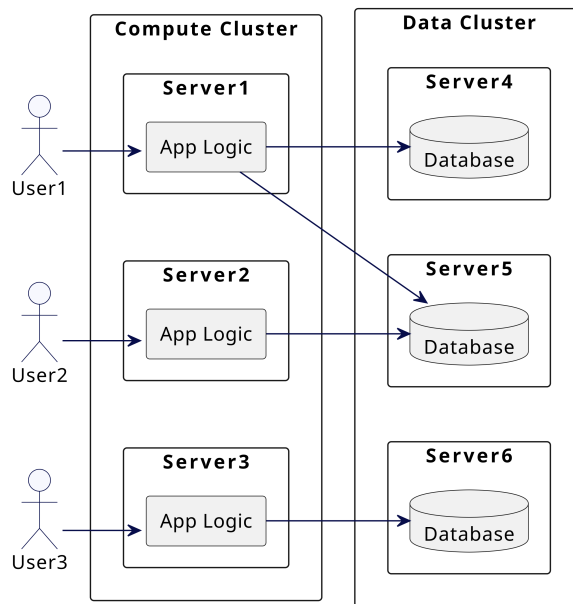 Compute Cluster
Data Cluster
Server1
Server4
App Logic
Database
User1
Server2
Server5
App Logic
Database
User2
Server3
Server6
App Logic
Database
User3